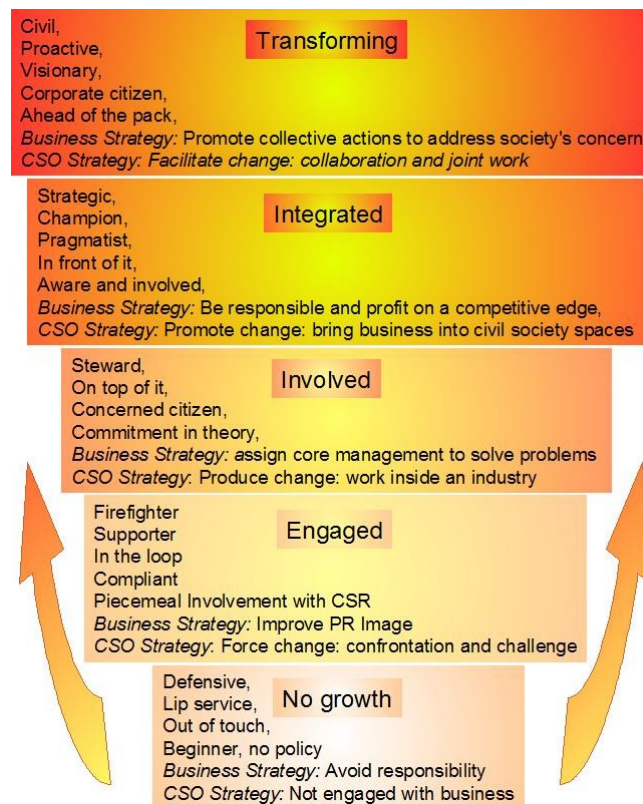 Transforming
Civil,
Proactive,
Visionary,
Corporate citizen,
Ahead of the pack,
Business Strategy: Promote collective actions to address society's concern
CSO Strategy: Facilitate change: collaboration and joint work
Integrated
Strategic,
Champion,
Pragmatist,
In front of it,
Aware and involved,
Business Strategy: Be responsible and profit on a competitive edge,
CSO Strategy: Promote change: bring business into civil society spaces
Involved
Steward,
On top of it,
Concerned citizen,
Commitment in theory,
Business Strategy: assign core management to solve problems
CSO Strategy: Produce change: work inside an industry
Engaged
Firefighter
Supporter
In the loop
Compliant
Piecemeal Involvement with CSR
Business Strategy: Improve PR Image
CSO Strategy: Force change: confrontation and challenge
No growth
Defensive,
Lip service,
Out of touch,
Beginner, no policy
Business Strategy: Avoid responsibility
CSO Strategy: Not engaged with business